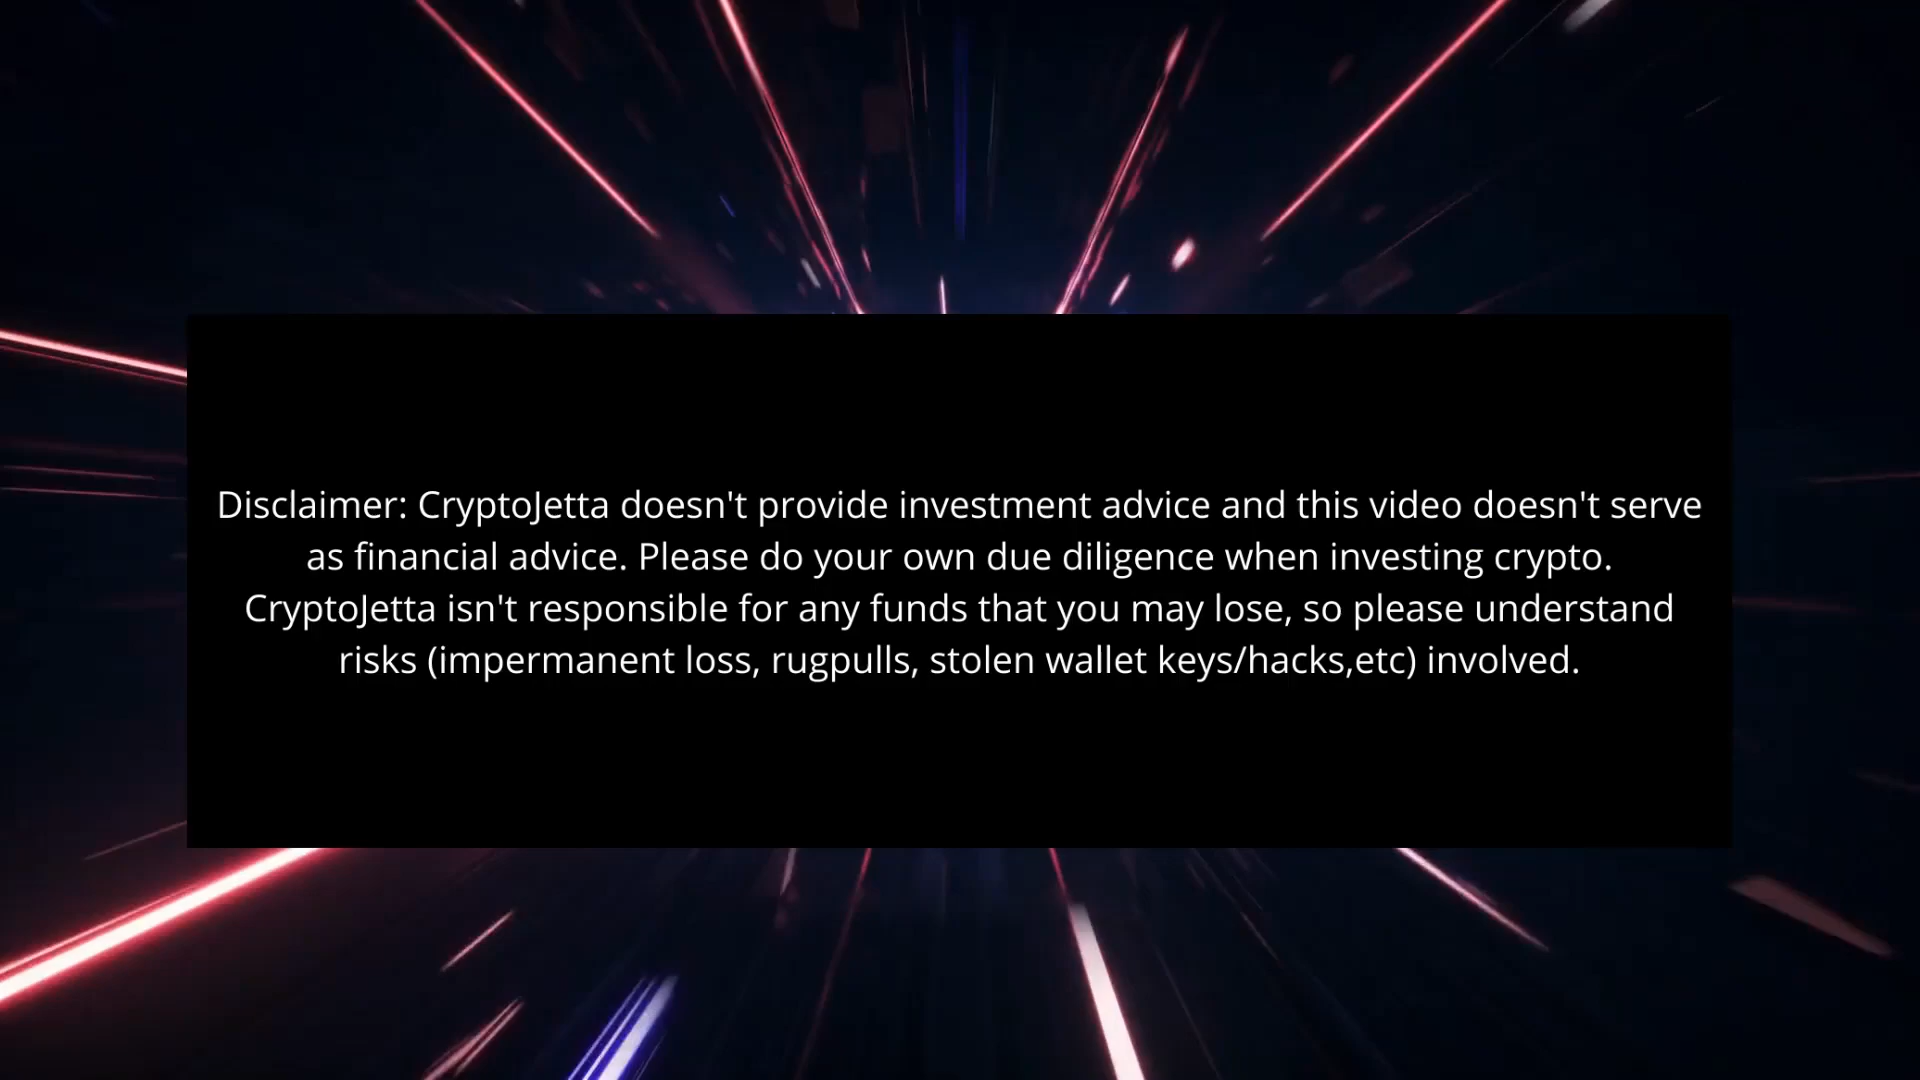 Disclaimer: CryptoJetta doesn't provide investment advice and this video doesn't serve
as financial advice. Please do your own due diligence when investing crypto.
CryptoJetta isn't responsible for any funds that you may lose, so please understand
risks (impermanent loss, rugpulls, stolen wallet keys/hacks,etc) involved.